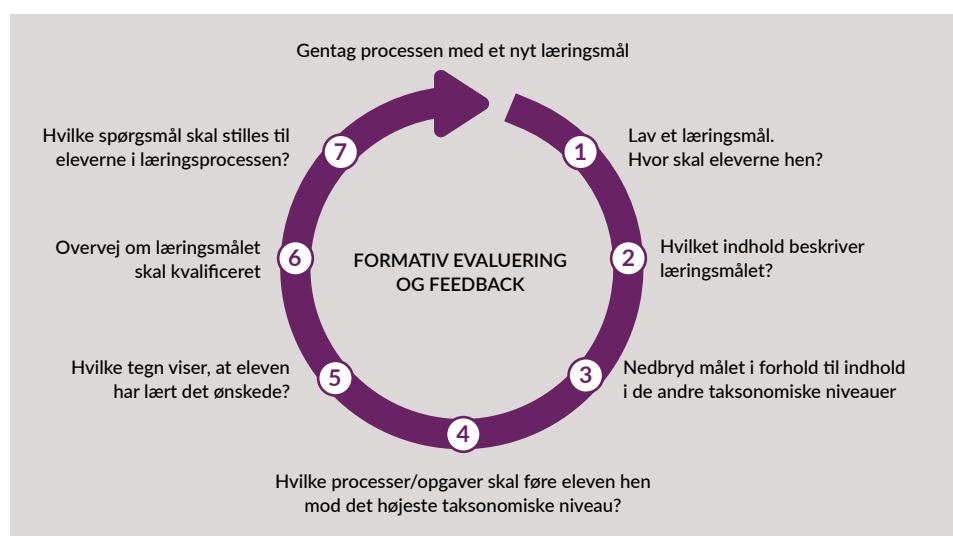 Gentag processen med et nyt læringsmål
1
Lav et læringsmål.
Hvor skal eleverne hen?
2
Hvilket indhold beskriver
læringsmålet?
3
Nedbryd målet i forhold til indhold
i de andre taksonomiske niveauer
4
Hvilke processer/opgaver skal føre eleven hen
mod det højeste taksonomiske niveau?
5
Hvilke tegn viser, at eleven
har lært det ønskede?
6
Overvej om læringsmålet
skal kvalificeret
7
Hvilke spørgsmål skal stilles til
eleverne i læringsprocessen?
FORMATIV EVALUERING
OG FEEDBACK